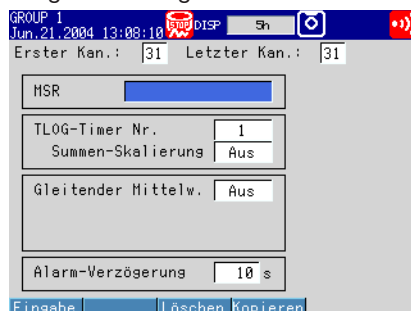 GROUP 1
Jun.21.2004 13:08:10 STOP DISP 5h
Erster Kan.: 31 Letzter Kan.: 31
MSR
TLOG-Timer Nr. 1
Summen-Skalierung Aus
Gleitender Mittelw. Aus
Alarm-Verzögerung 10 s
Eingabe Löschen Kopieren